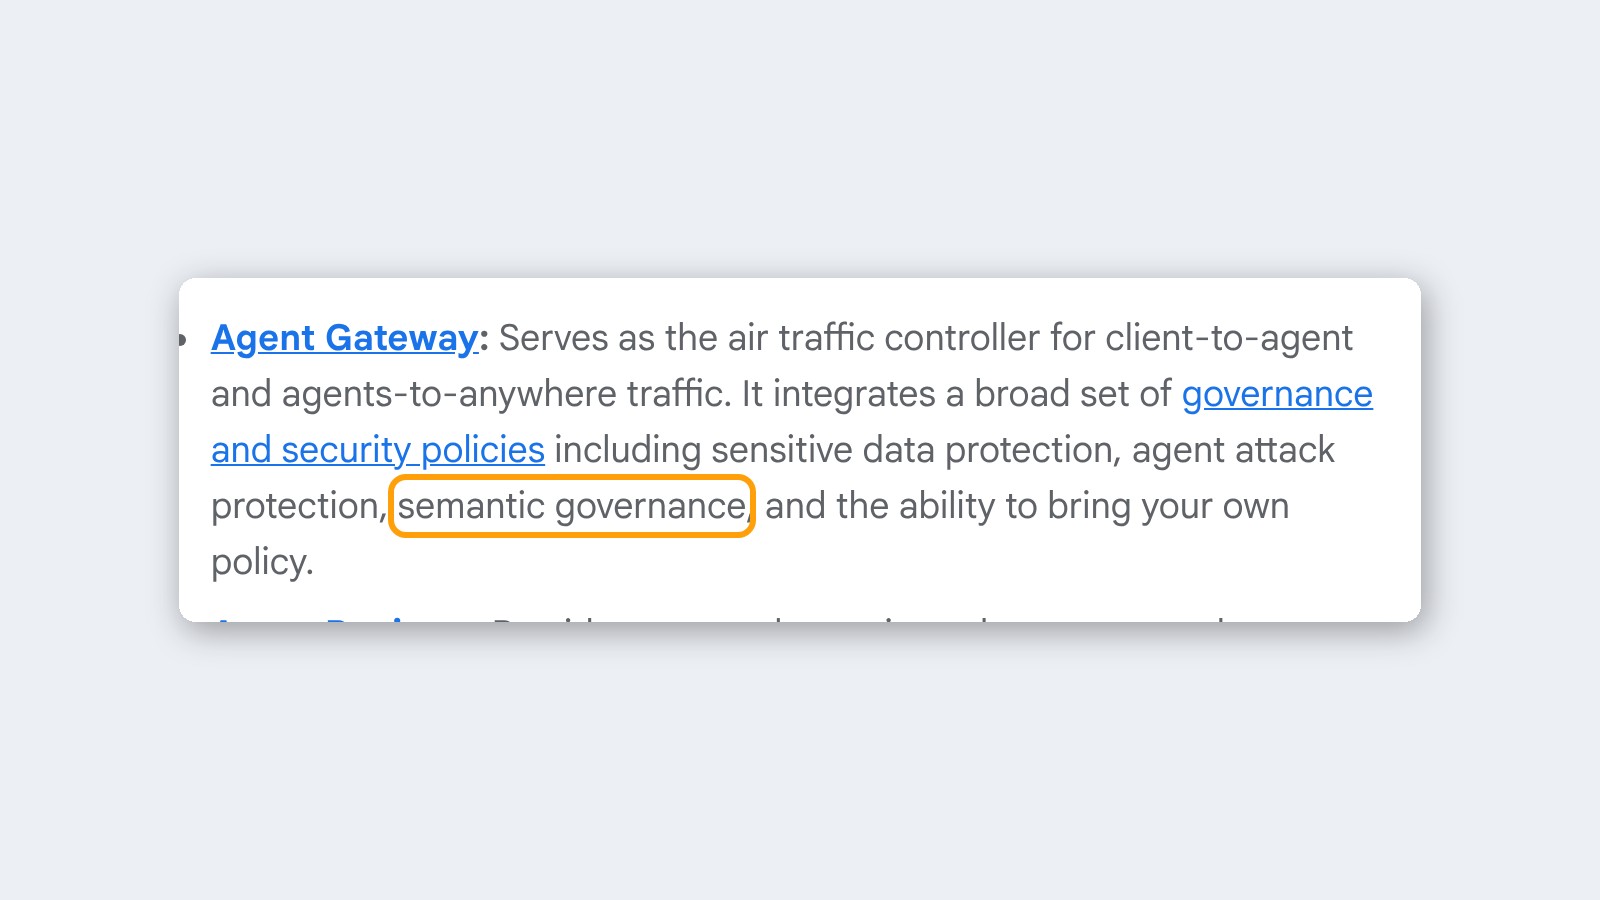 • Agent Gateway: Serves as the air traffic controller for client-to-agent
and agents-to-anywhere traffic. It integrates a broad set of governance
and security policies including sensitive data protection, agent attack
protection, semantic governance, and the ability to bring your own
policy.